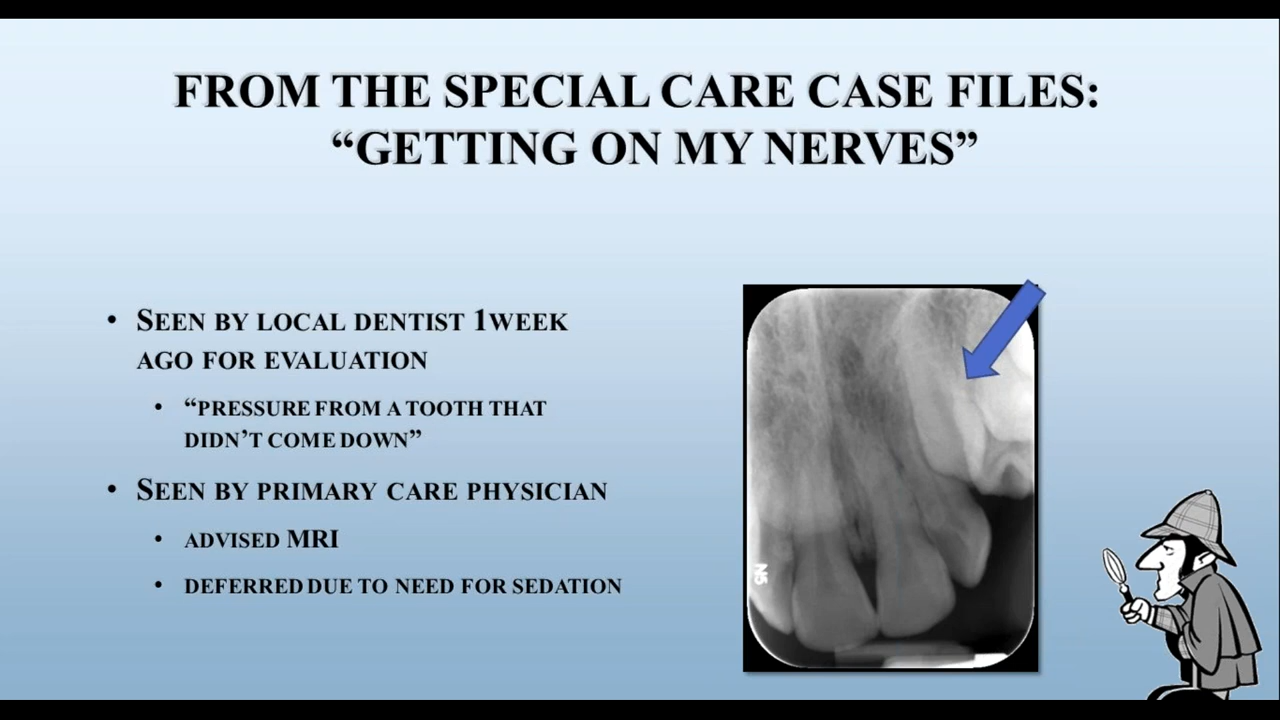 FROM THE SPECIAL CARE CASE FILES:
“GETTING ON MY NERVES”
• SEEN BY LOCAL DENTIST 1WEEK
AGO FOR EVALUATION
• “PRESSURE FROM A TOOTH THAT
DIDN’T COME DOWN”
• SEEN BY PRIMARY CARE PHYSICIAN
• ADVISED MRI
• DEFERRED DUE TO NEED FOR SEDATION
N5